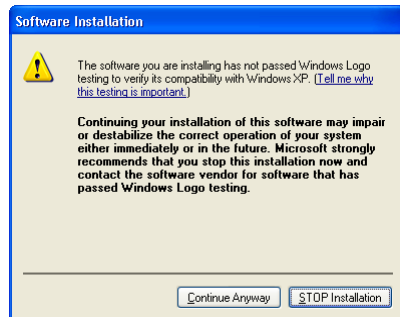 Software Installation
The software you are installing has not passed Windows Logo
testing to verify its compatibility with Windows XP. (Tell me why
this testing is important.)
Continuing your installation of this software may impair
or destabilize the correct operation of your system
either immediately or in the future. Microsoft strongly
recommends that you stop this installation now and
contact the software vendor for software that has
passed Windows Logo testing.
Continue Anyway
STOP Installation